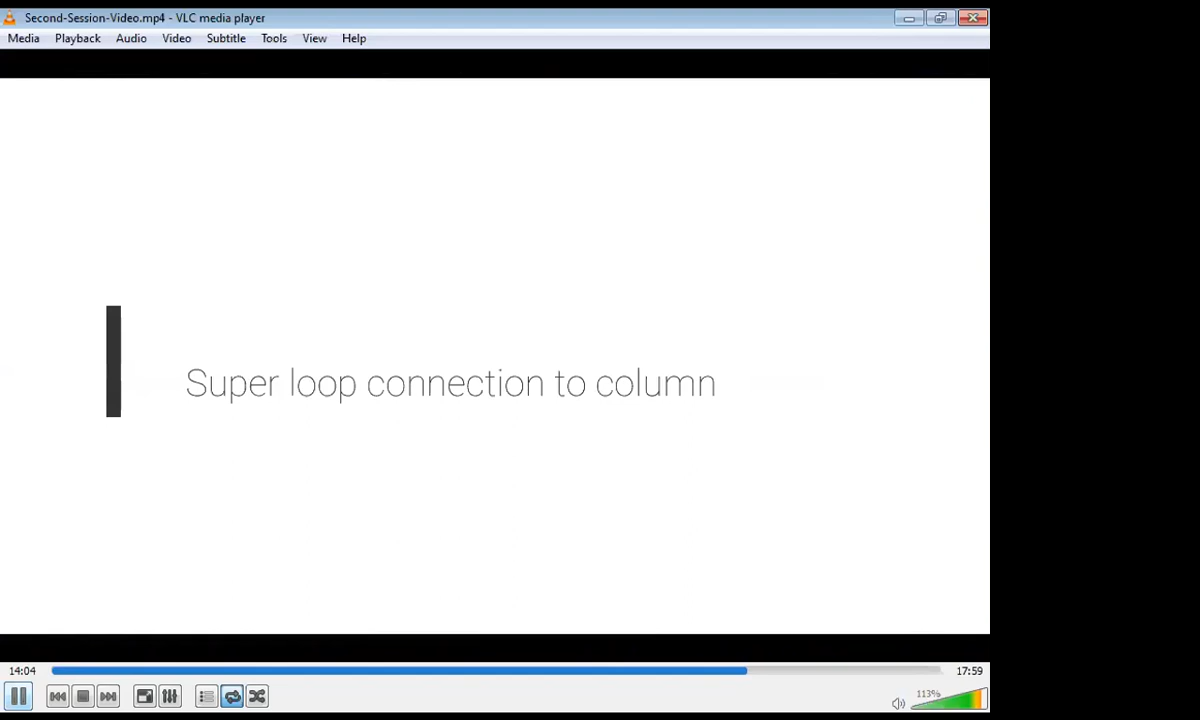 Second-Session-Video.mp4 - VLC media player
Media Playback Audio Video Subtitle Tools View Help
Super loop connection to column
14:04 17:59
113%